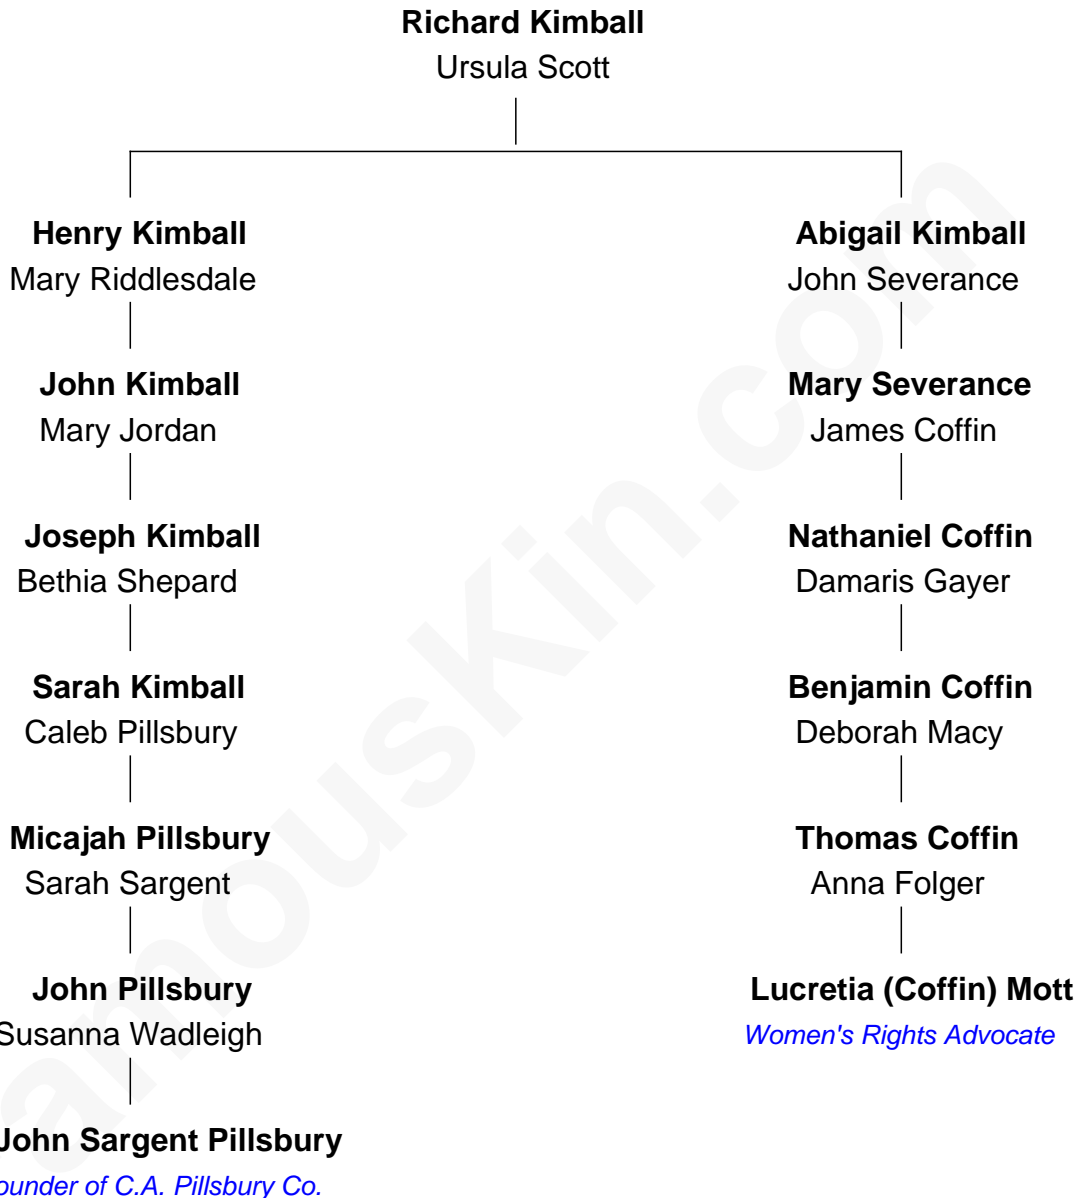 Richard Kimball
Ursula Scott
Henry Kimball
Mary Riddlesdale
John Kimball
Mary Jordan
Joseph Kimball
Bethia Shepard
Sarah Kimball
Caleb Pillsbury
Micajah Pillsbury
Sarah Sargent
John Pillsbury
Susanna Wadleigh
John Sargent Pillsbury
ounder of C.A. Pillsbury Co.
Abigail Kimball
John Severance
Mary Severance
James Coffin
Nathaniel Coffin
Damaris Gayer
Benjamin Coffin
Deborah Macy
Thomas Coffin
Anna Folger
Lucretia (Coffin) Mott
Women's Rights Advocate
amouskin.com